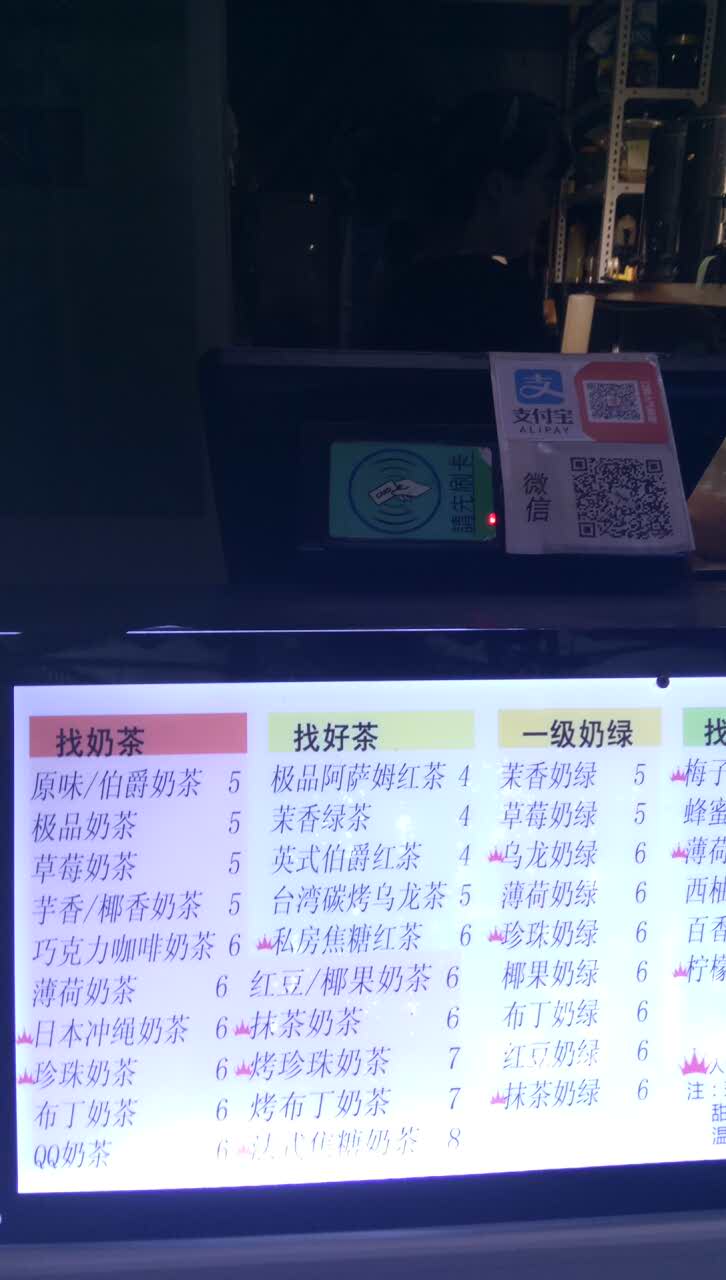 支付宝
ALIPAY
微信
請先刷卡
找奶茶
原味/伯爵奶茶 5
极品奶茶 5
草莓奶茶 5
芋香/椰香奶茶 5
巧克力咖啡奶茶 6
薄荷奶茶 6
日本冲绳奶茶 6
珍珠奶茶 6
布丁奶茶 6
QQ奶茶 6
找好茶
极品阿萨姆红茶 4
茉香绿茶 4
英式伯爵红茶 4
台湾碳烤乌龙茶 5
私房焦糖红茶 6
红豆/椰果奶茶 6
抹茶奶茶 6
烤珍珠奶茶 7
烤布丁奶茶 7
法式焦糖奶茶 8
一级奶绿
茉香奶绿 5
草莓奶绿 5
乌龙奶绿 6
薄荷奶绿 6
珍珠奶绿 6
椰果奶绿 6
布丁奶绿 6
红豆奶绿 6
抹茶奶绿 6
找
梅子
蜂蜜
薄荷
西柚
百香
柠檬
人
注：
甜
温